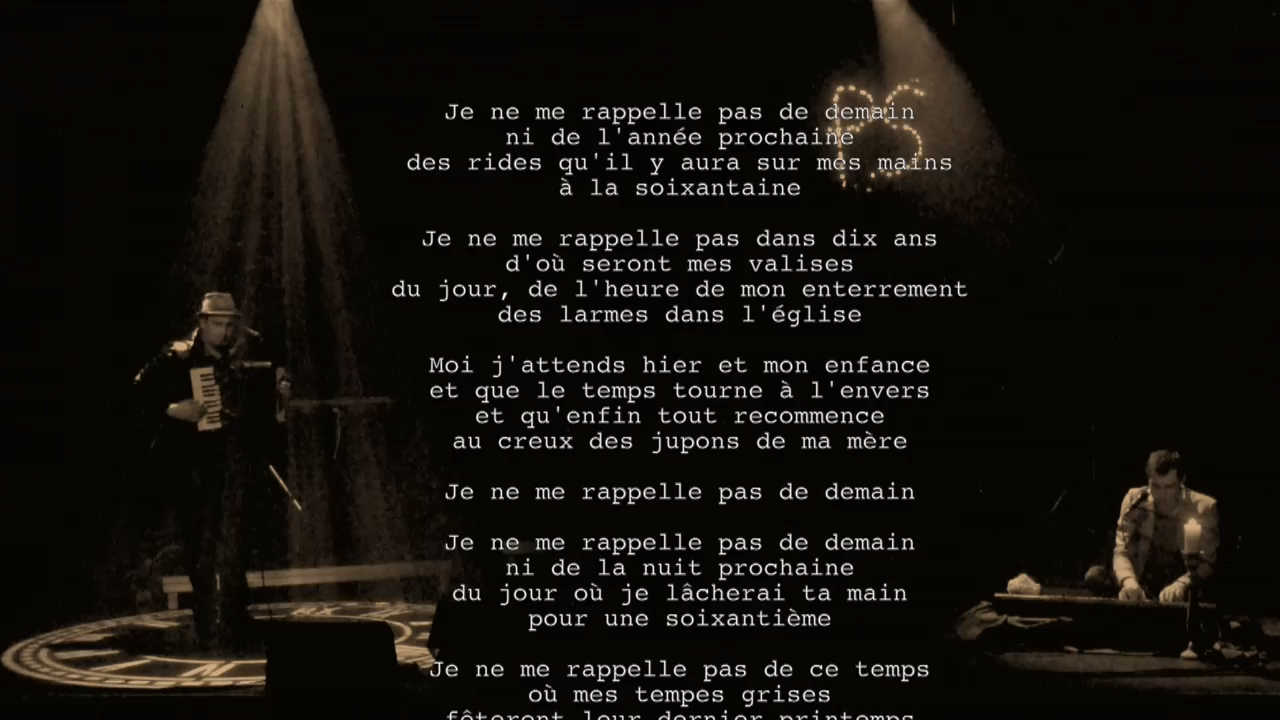 Je ne me rappelle pas de demain
ni de l'année prochaine
des rides qu'il y aura sur mes mains
à la soixantaine
Je ne me rappelle pas dans dix ans
d'où seront mes valises
du jour, de l'heure de mon enterrement
des larmes dans l'église
Moi j'attends hier et mon enfance
et que le temps tourne à l'envers
et qu'enfin tout recommence
au creux des jupons de ma mère
Je ne me rappelle pas de demain
Je ne me rappelle pas de demain
ni de la nuit prochaine
du jour où je lâcherai ta main
pour une soixantième
Je ne me rappelle pas de ce temps
où mes tempes grises
fêteront leur dernier printemps